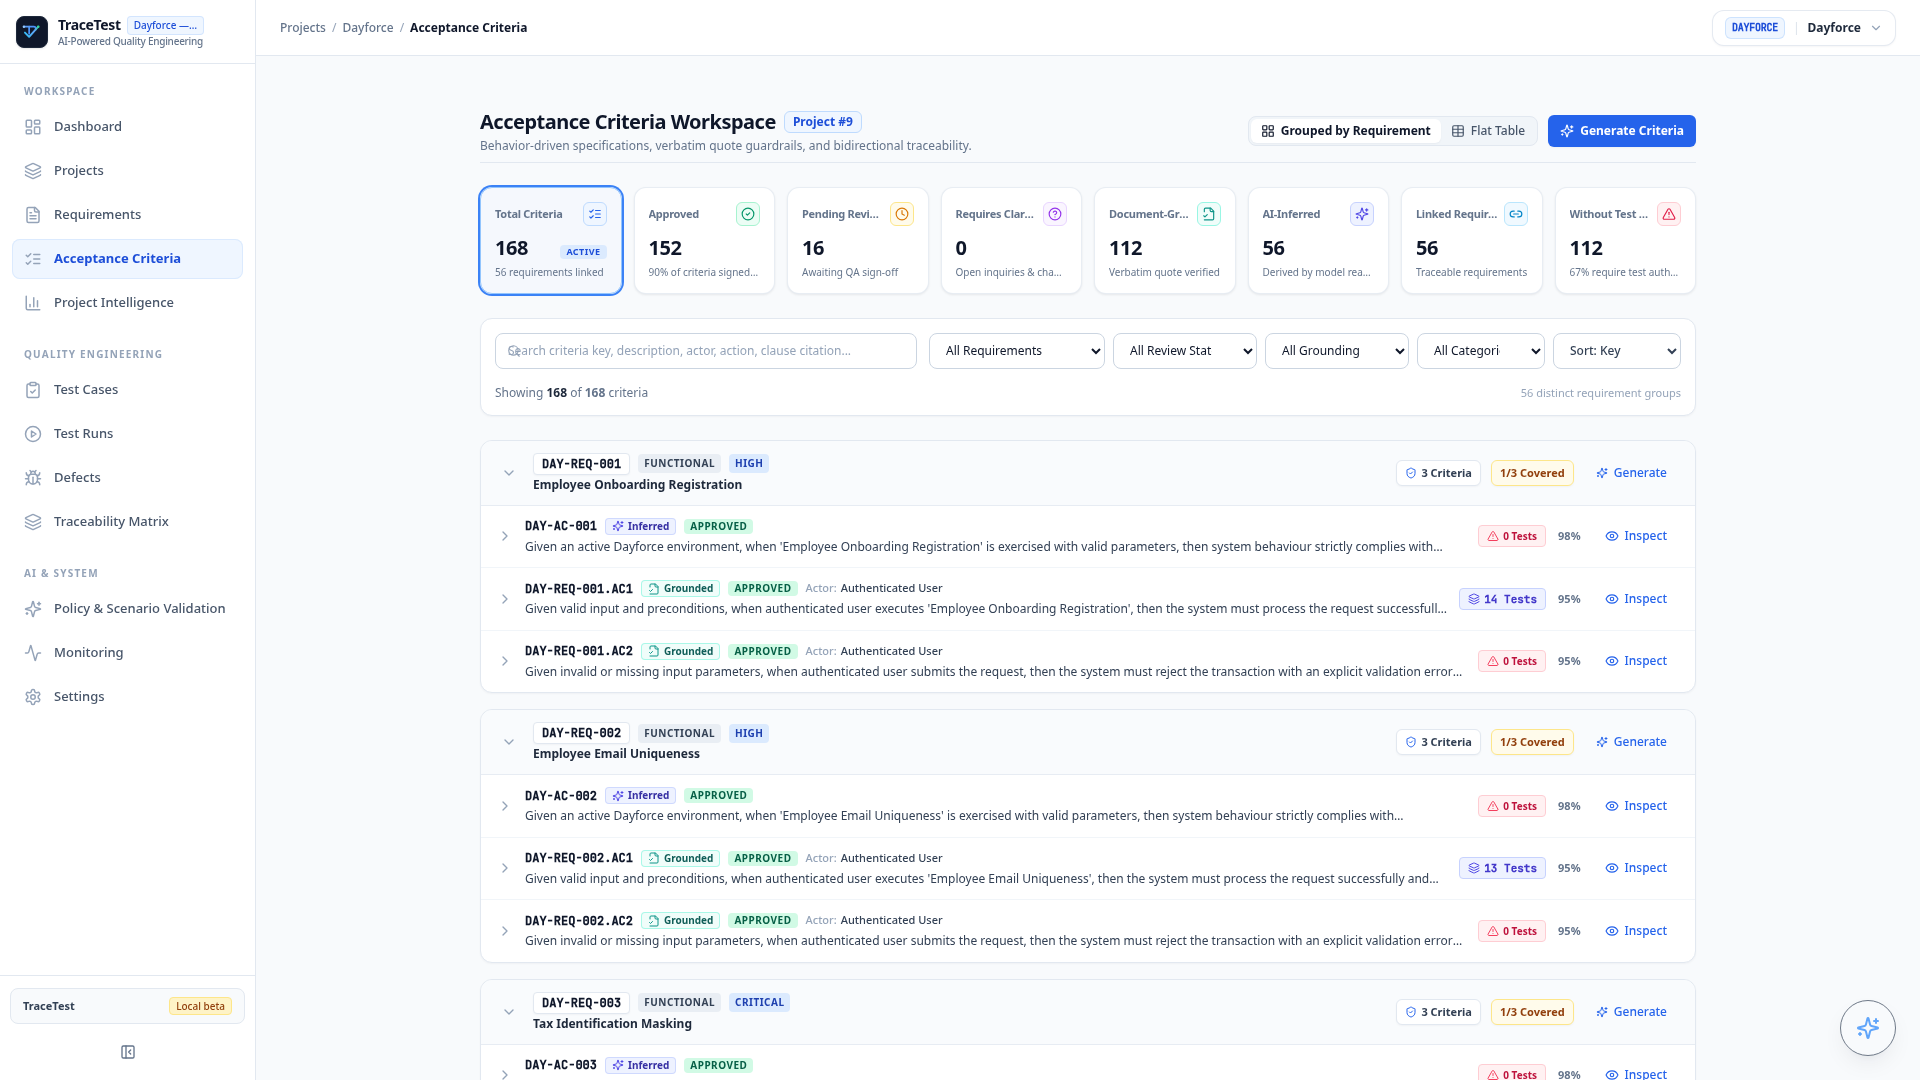 TraceTest Dayforce —...
AI-Powered Quality Engineering
WORKSPACE
Dashboard
Projects
Requirements
Acceptance Criteria
Project Intelligence
QUALITY ENGINEERING
Test Cases
Test Runs
Defects
Traceability Matrix
AI & SYSTEM
Policy & Scenario Validation
Monitoring
Settings
TraceTest Local beta
Projects / Dayforce / Acceptance Criteria
DAYFORCE Dayforce
Acceptance Criteria Workspace Project #9
Behavior-driven specifications, verbatim quote guardrails, and bidirectional traceability.
Grouped by Requirement Flat Table Generate Criteria
Total Criteria
168 ACTIVE
56 requirements linked
Approved
152
90% of criteria signed...
Pending Revi...
16
Awaiting QA sign-off
Requires Clar...
0
Open inquiries & cha...
Document-Gr...
112
Verbatim quote verified
AI-Inferred
56
Derived by model rea...
Linked Requir...
56
Traceable requirements
Without Test ...
112
67% require test auth...
Search criteria key, description, actor, action, clause citation...
All Requirements All Review Stat All Grounding All Categori Sort: Key
Showing 168 of 168 criteria
56 distinct requirement groups
DAY-REQ-001 FUNCTIONAL HIGH
Employee Onboarding Registration
3 Criteria 1/3 Covered Generate
DAY-AC-001 Inferred APPROVED
Given an active Dayforce environment, when 'Employee Onboarding Registration' is exercised with valid parameters, then system behaviour strictly complies with...
0 Tests 98% Inspect
DAY-REQ-001.AC1 Grounded APPROVED Actor: Authenticated User
Given valid input and preconditions, when authenticated user executes 'Employee Onboarding Registration', then the system must process the request successfull...
14 Tests 95% Inspect
DAY-REQ-001.AC2 Grounded APPROVED Actor: Authenticated User
Given invalid or missing input parameters, when authenticated user submits the request, then the system must reject the transaction with an explicit validation error...
0 Tests 95% Inspect
DAY-REQ-002 FUNCTIONAL HIGH
Employee Email Uniqueness
3 Criteria 1/3 Covered Generate
DAY-AC-002 Inferred APPROVED
Given an active Dayforce environment, when 'Employee Email Uniqueness' is exercised with valid parameters, then system behaviour strictly complies with...
0 Tests 98% Inspect
DAY-REQ-002.AC1 Grounded APPROVED Actor: Authenticated User
Given valid input and preconditions, when authenticated user executes 'Employee Email Uniqueness', then the system must process the request successfully and...
13 Tests 95% Inspect
DAY-REQ-002.AC2 Grounded APPROVED Actor: Authenticated User
Given invalid or missing input parameters, when authenticated user submits the request, then the system must reject the transaction with an explicit validation error...
0 Tests 95% Inspect
DAY-REQ-003 FUNCTIONAL CRITICAL
Tax Identification Masking
3 Criteria 1/3 Covered Generate
DAY-AC-003 Inferred APPROVED
0 Tests 98% Inspect